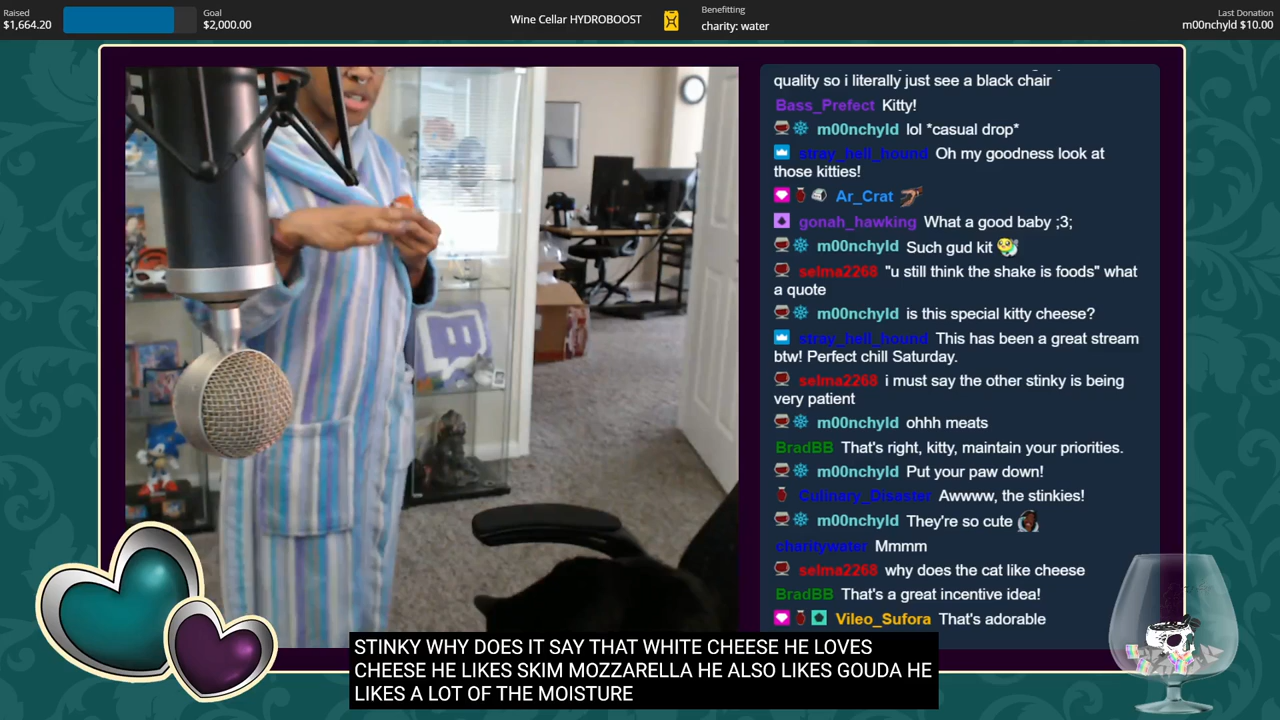 Raised
$1,664.20
Goal
$2,000.00
Wine Cellar HYDROBOOST
Benefitting
charity: water
Last Donation
m00nchyld $10.00
quality so i literally just see a black chair
Bass_Prefect Kitty!
m00nchyld lol *casual drop*
stray_hell_hound Oh my goodness look at
those kitties!
Ar_Crat
gonah_hawking What a good baby ;3;
m00nchyld Such gud kit
selma2268 "u still think the shake is foods" what
a quote
m00nchyld is this special kitty cheese?
stray_hell_hound This has been a great stream
btw! Perfect chill Saturday.
selma2268 i must say the other stinky is being
very patient
m00nchyld ohhh meats
BradBB That's right, kitty, maintain your priorities.
m00nchyld Put your paw down!
Culinary_Disaster Awwww, the stinkies!
m00nchyld They're so cute
charitywater Mmmm
selma2268 why does the cat like cheese
BradBB That's a great incentive idea!
Vileo_Sufora That's adorable
STINKY WHY DOES IT SAY THAT WHITE CHEESE HE LOVES
CHEESE HE LIKES SKIM MOZZARELLA HE ALSO LIKES GOUDA HE
LIKES A LOT OF THE MOISTURE